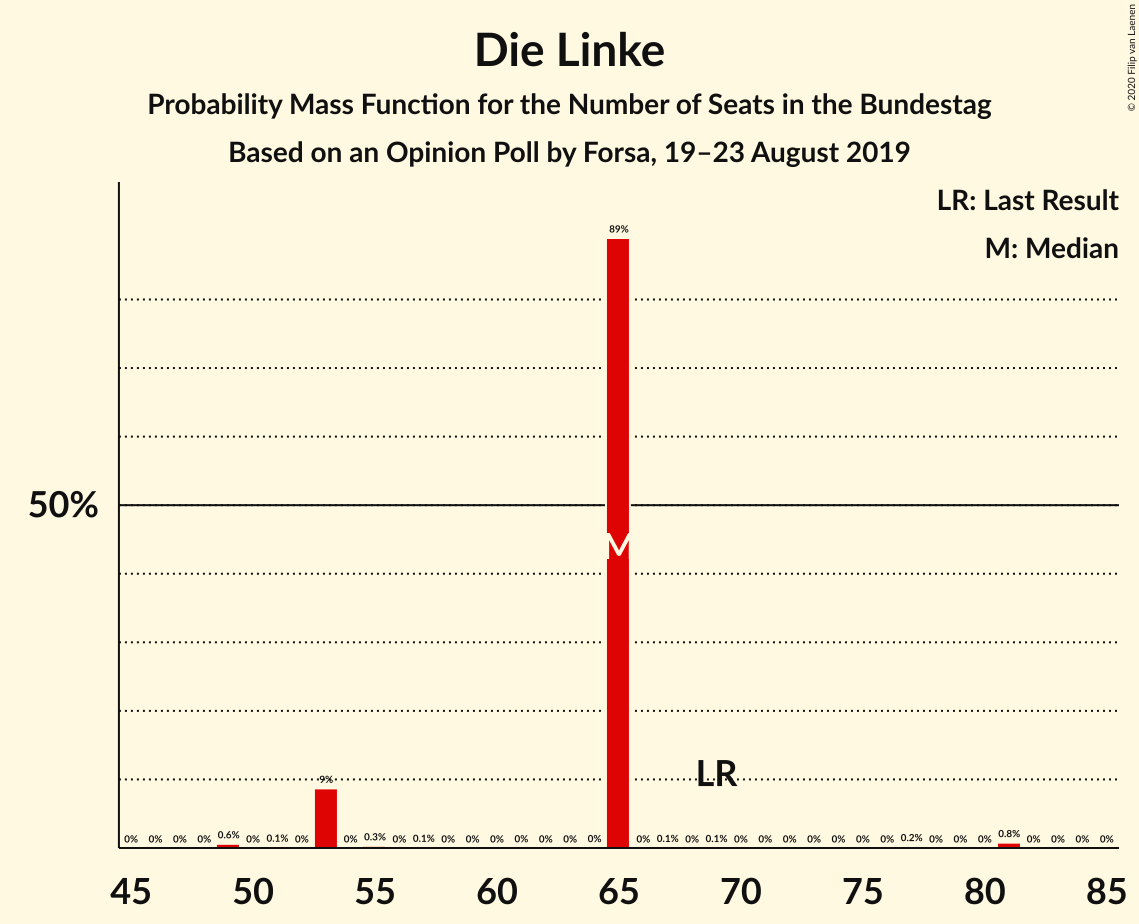 Die Linke
Probability Mass Function for the Number of Seats in the Bundestag
Based on an Opinion Poll by Forsa, 19–23 August 2019
© 2020 Filip van Laenen
LR: Last Result
M: Median
89%
50%
M
LR
9%
0% 0% 0% 0% 0.6% 0% 0.1% 0% 0% 0.3% 0% 0.1% 0% 0% 0% 0% 0% 0% 0% 0% 0.1% 0% 0.1% 0% 0% 0% 0% 0% 0% 0% 0.2% 0% 0% 0% 0.8% 0% 0% 0% 0%
45 50 55 60 65 70 75 80 85